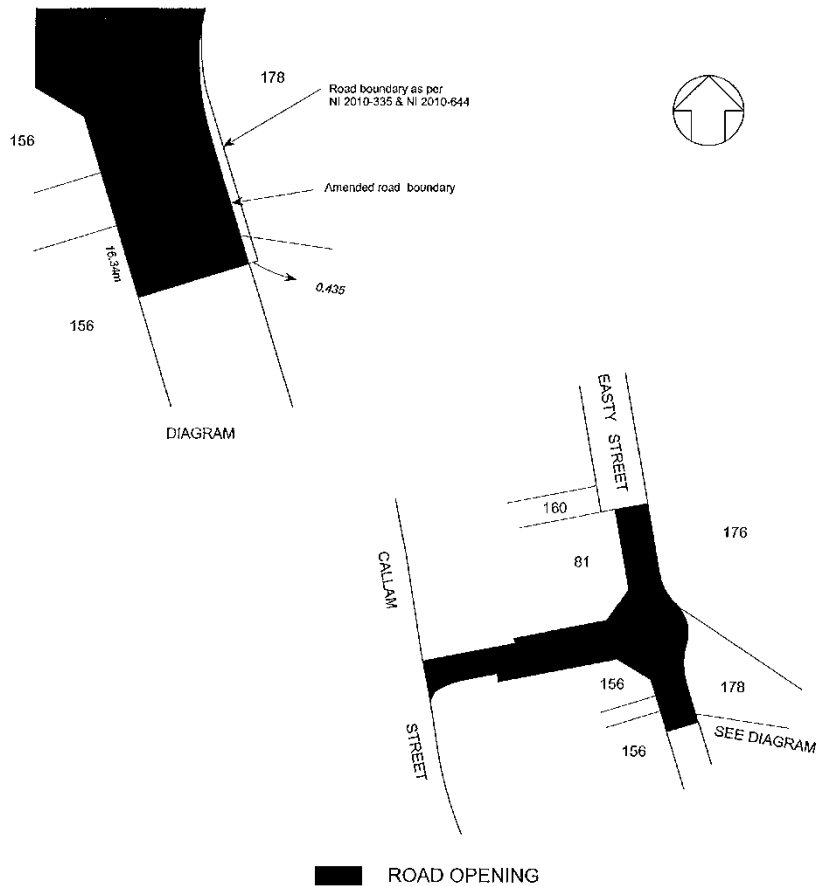 178
Road boundary as per
NI 2010-335 & NI 2010-644
156
Amended road boundary
16.34m
0.435
156
DIAGRAM
EASTY STREET
160
176
81
CALLAM
STREET
156
178
SEE DIAGRAM
156
ROAD OPENING